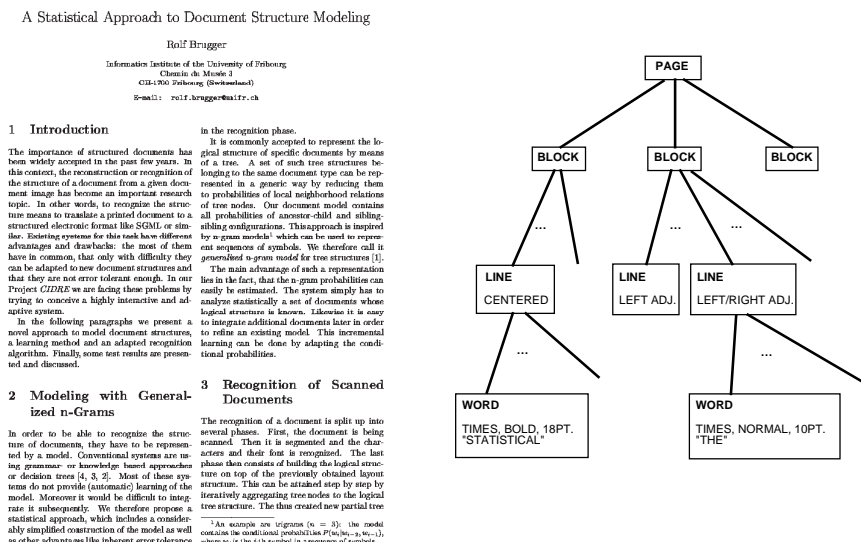 A Statistical Approach to Document Structure Modeling
Rolf Brugger
Informatics Institute of the University of Fribourg
Chemin du Musée 3
CH-1700 Fribourg (Switzerland)
E-mail: rolf.brugger@unifr.ch
1 Introduction
The importance of structured documents has
been widely accepted in the past few years. In
this context, the reconstruction or recognition of
the structure of a document from a given docu-
ment image has become an important research
topic. In other words, to recognize the struc-
ture means to translate a printed document to a
structured electronic format like SGML or sim-
ilar. Existing systems for this task have different
advantages and drawbacks: the most of them
have in common, that only with difficulty they
can be adapted to new document structures and
that they are not error tolerant enough. In our
Project CIDRE we are facing these problems by
trying to conceive a highly interactive and ad-
aptive system.
In the following paragraphs we present a
novel approach to model document structures,
a learning method and an adapted recognition
algorithm. Finally, some test results are presen-
ted and discussed.
2 Modeling with General-
ized n-Grams
In order to be able to recognize the struc-
ture of documents, they have to be represen-
ted by a model. Conventional systems are us-
ing grammar- or knowledge based approaches
or decision trees [4, 3, 2]. Most of these sys-
tems do not provide (automatic) learning of the
model. Moreover it would be difficult to integ-
rate it subsequently. We therefore propose a
statistical approach, which includes a consider-
ably simplified construction of the model as well
as other advantages like inherent error tolerance
in the recognition phase.
It is commonly accepted to represent the lo-
gical structure of specific documents by means
of a tree. A set of such tree structures be-
longing to the same document type can be rep-
resented in a generic way by reducing them
to probabilities of local neighborhood relations
of tree nodes. Our document model contains
all probabilities of ancestor-child and sibling-
sibling configurations. This approach is inspired
by n-gram models¹ which can be used to repres-
ent sequences of symbols. We therefore call it
generalized n-gram model for tree structures [1].
The main advantage of such a representation
lies in the fact, that the n-gram probabilities can
easily be estimated. The system simply has to
analyze statistically a set of documents whose
logical structure is known. Likewise it is easy
to integrate additional documents later in order
to refine an existing model. This incremental
learning can be done by adapting the condi-
tional probabilities.
3 Recognition of Scanned
Documents
The recognition of a document is split up into
several phases. First, the document is being
scanned. Then it is segmented and the char-
acters and their font is recognized. The last
phase then consists of building the logical struc-
ture on top of the previously obtained layout
structure. This can be attained step by step by
iteratively aggregating tree nodes to the logical
tree structure. The thus created new partial tree
¹An example are trigrams (n = 3): the model
contains the conditional probabilities P(wᵢ|wᵢ₋₂, wᵢ₋₁),
PAGE
BLOCK
BLOCK
BLOCK
...
...
...
LINE
CENTERED
LINE
LEFT ADJ.
LINE
LEFT/RIGHT ADJ.
...
...
WORD
TIMES, BOLD, 18PT.
"STATISTICAL"
WORD
TIMES, NORMAL, 10PT.
"THE"